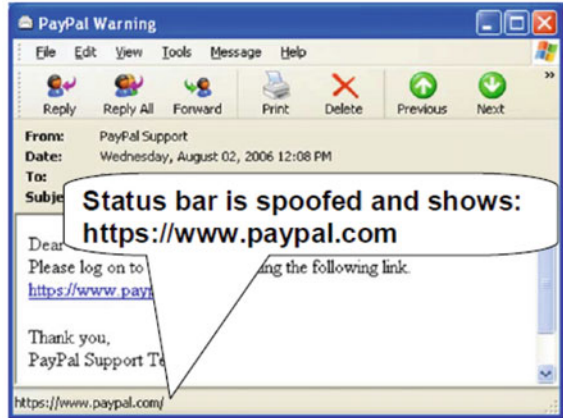 PayPal Warning
File Edit View Tools Message Help
Reply Reply All Forward Print Delete Previous Next »
From: PayPal Support
Date: Wednesday, August 02, 2006 12:08 PM
To:
Status bar is spoofed and shows:
https://www.paypal.com
Dear
Please log on to ing the following link.
https://www.payp
Thank you,
PayPal Support
https://www.paypal.com/